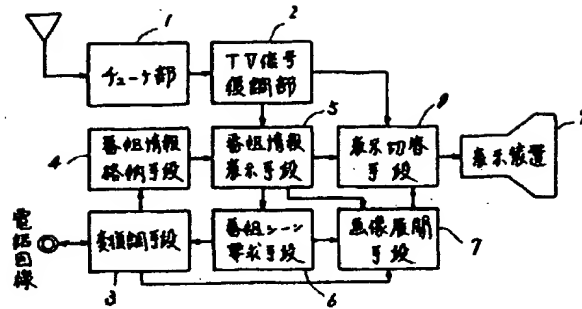 1
チューナ部
2
TV信号
復調部
5
8
番組情報
格納手段
4
番組情報
表示手段
表示切替
手段
表示装置
電話回線
変復調手段
3
番組シーン
要求手段
6
画像展開
手段
7